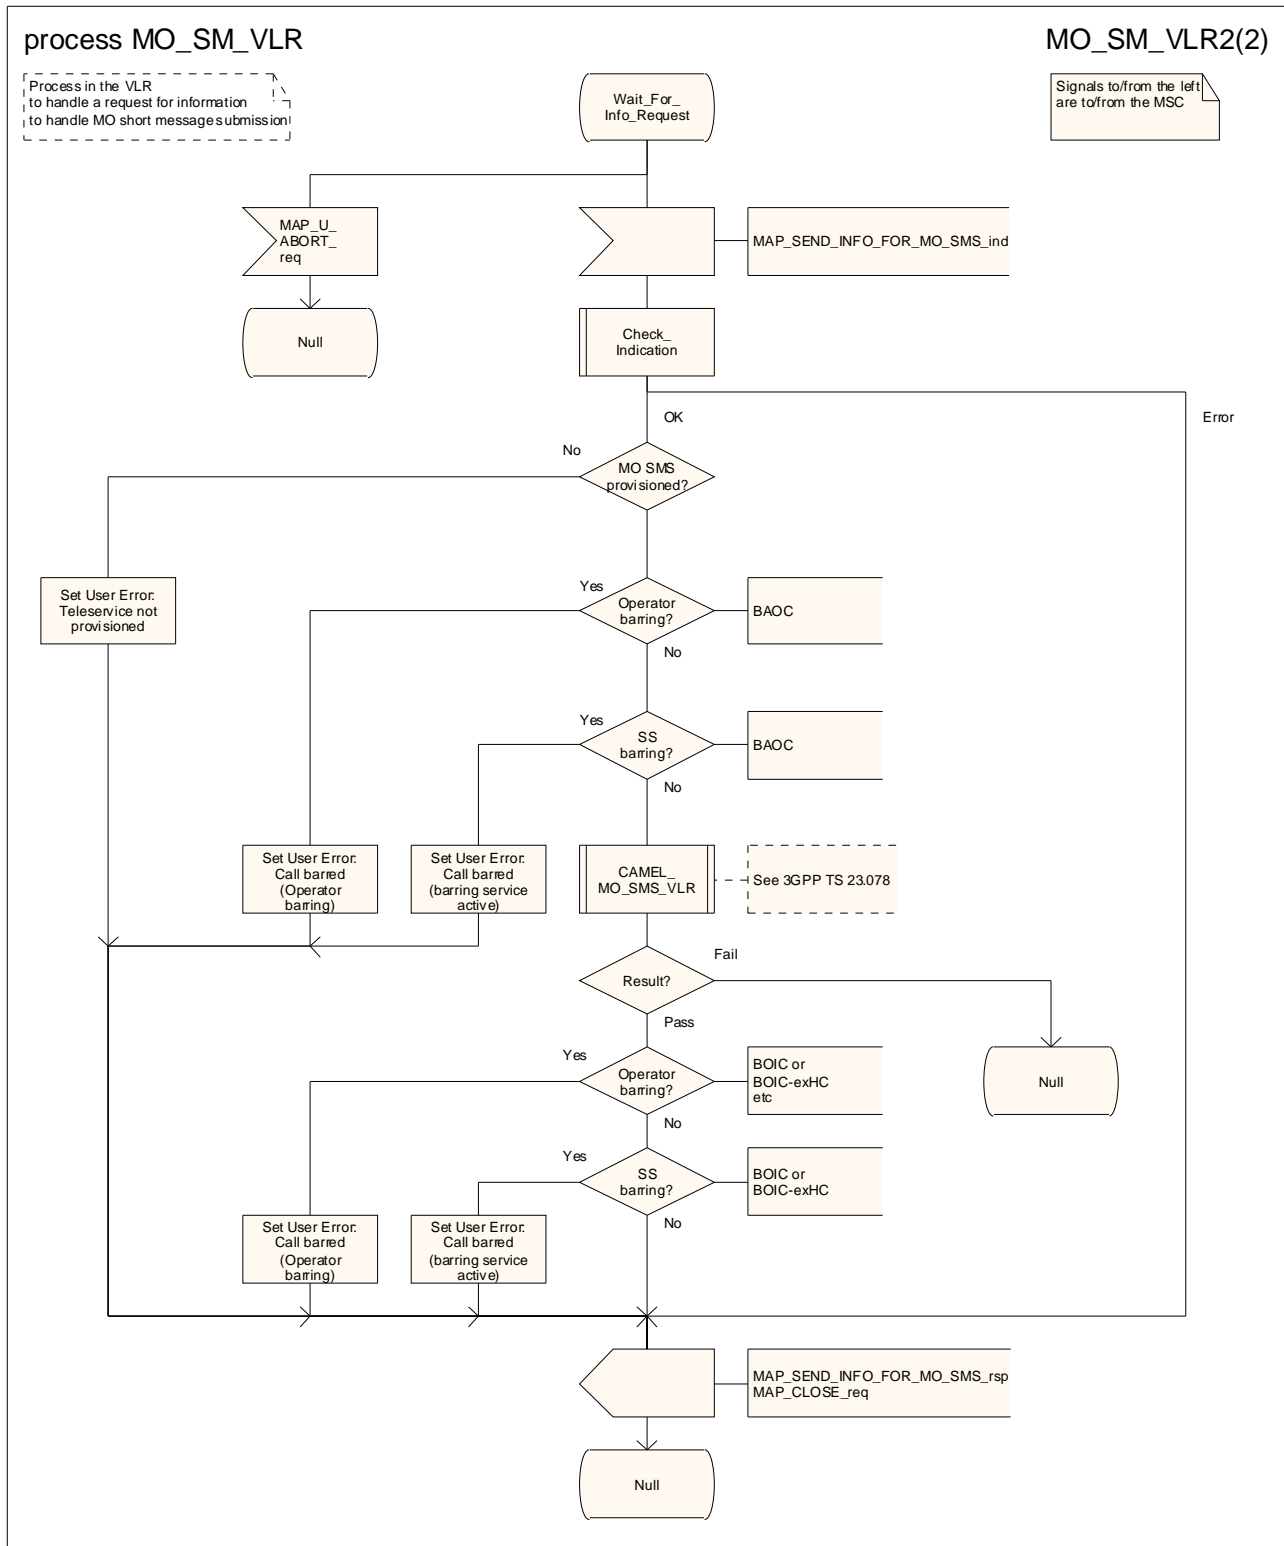 process MO_SM_VLR
MO_SM_VLR2(2)
Process in the VLR
to handle a request for information
to handle MO short message submission
Wait_For_
Info_Request
Signals to/from the left
are to/from the MSC
MAP_U_
ABORT_
req
MAP_SEND_INFO_FOR_MO_SMS_ind
Null
Check_
Indication
OK
Error
No
MO SMS
provisioned?
Set User Error:
Teleservice not
provisioned
Yes
Operator
barring?
BAOC
No
Yes
SS
barring?
BAOC
No
Set User Error:
Call barred
(Operator
barring)
Set User Error:
Call barred
(barring service
active)
CAMEL_
MO_SMS_VLR
See 3GPP TS 23.078
Fail
Result?
Pass
Yes
Operator
barring?
BOIC or
BOIC-exHC
etc
Null
No
Yes
SS
barring?
BOIC or
BOIC-exHC
No
Set User Error:
Call barred
(Operator
barring)
Set User Error:
Call barred
(barring service
active)
MAP_SEND_INFO_FOR_MO_SMS_rsp
MAP_CLOSE_req
Null